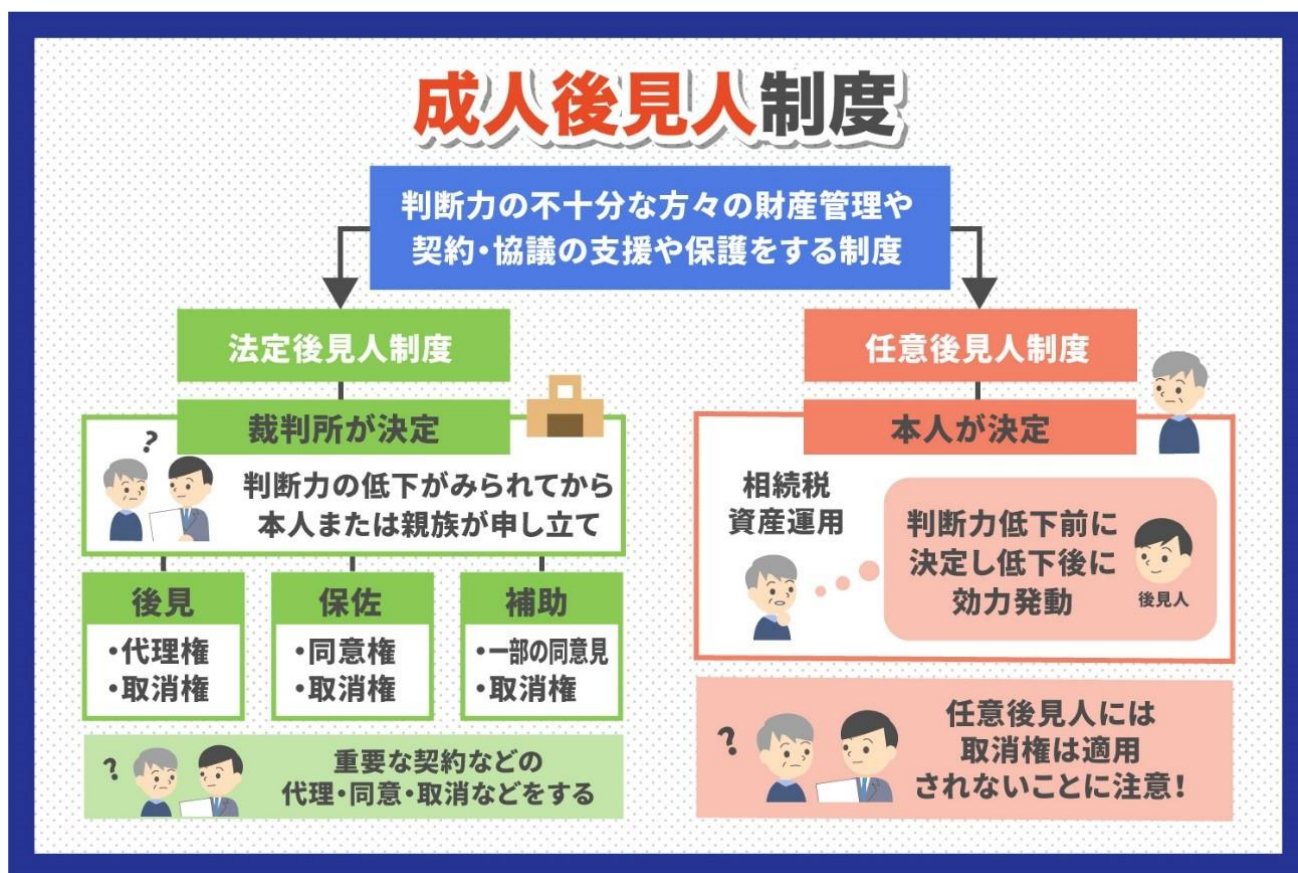 成人後見人制度
判断力の不十分な方々の財産管理や
契約・協議の支援や保護をする制度
法定後見人制度
裁判所が決定
?
判断力の低下がみられてから
本人または親族が申し立て
後見
・代理権
・取消権
保佐
・同意権
・取消権
補助
・一部の同意見
・取消権
?
重要な契約などの
代理・同意・取消などをする
任意後見人制度
本人が決定
相続税
資産運用
判断力低下前に
決定し低下後に
効力発動
後見人
?
任意後見人には
取消権は適用
されないことに注意!